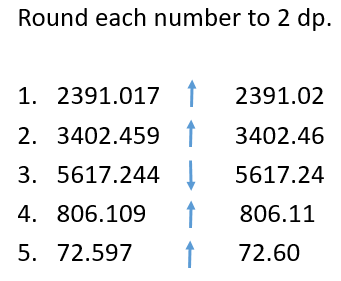 Round each number to 2 dp.
1. 2391.017 ↑ 2391.02
2. 3402.459 ↑ 3402.46
3. 5617.244 ↓ 5617.24
4. 806.109 ↑ 806.11
5. 72.597 ↑ 72.60